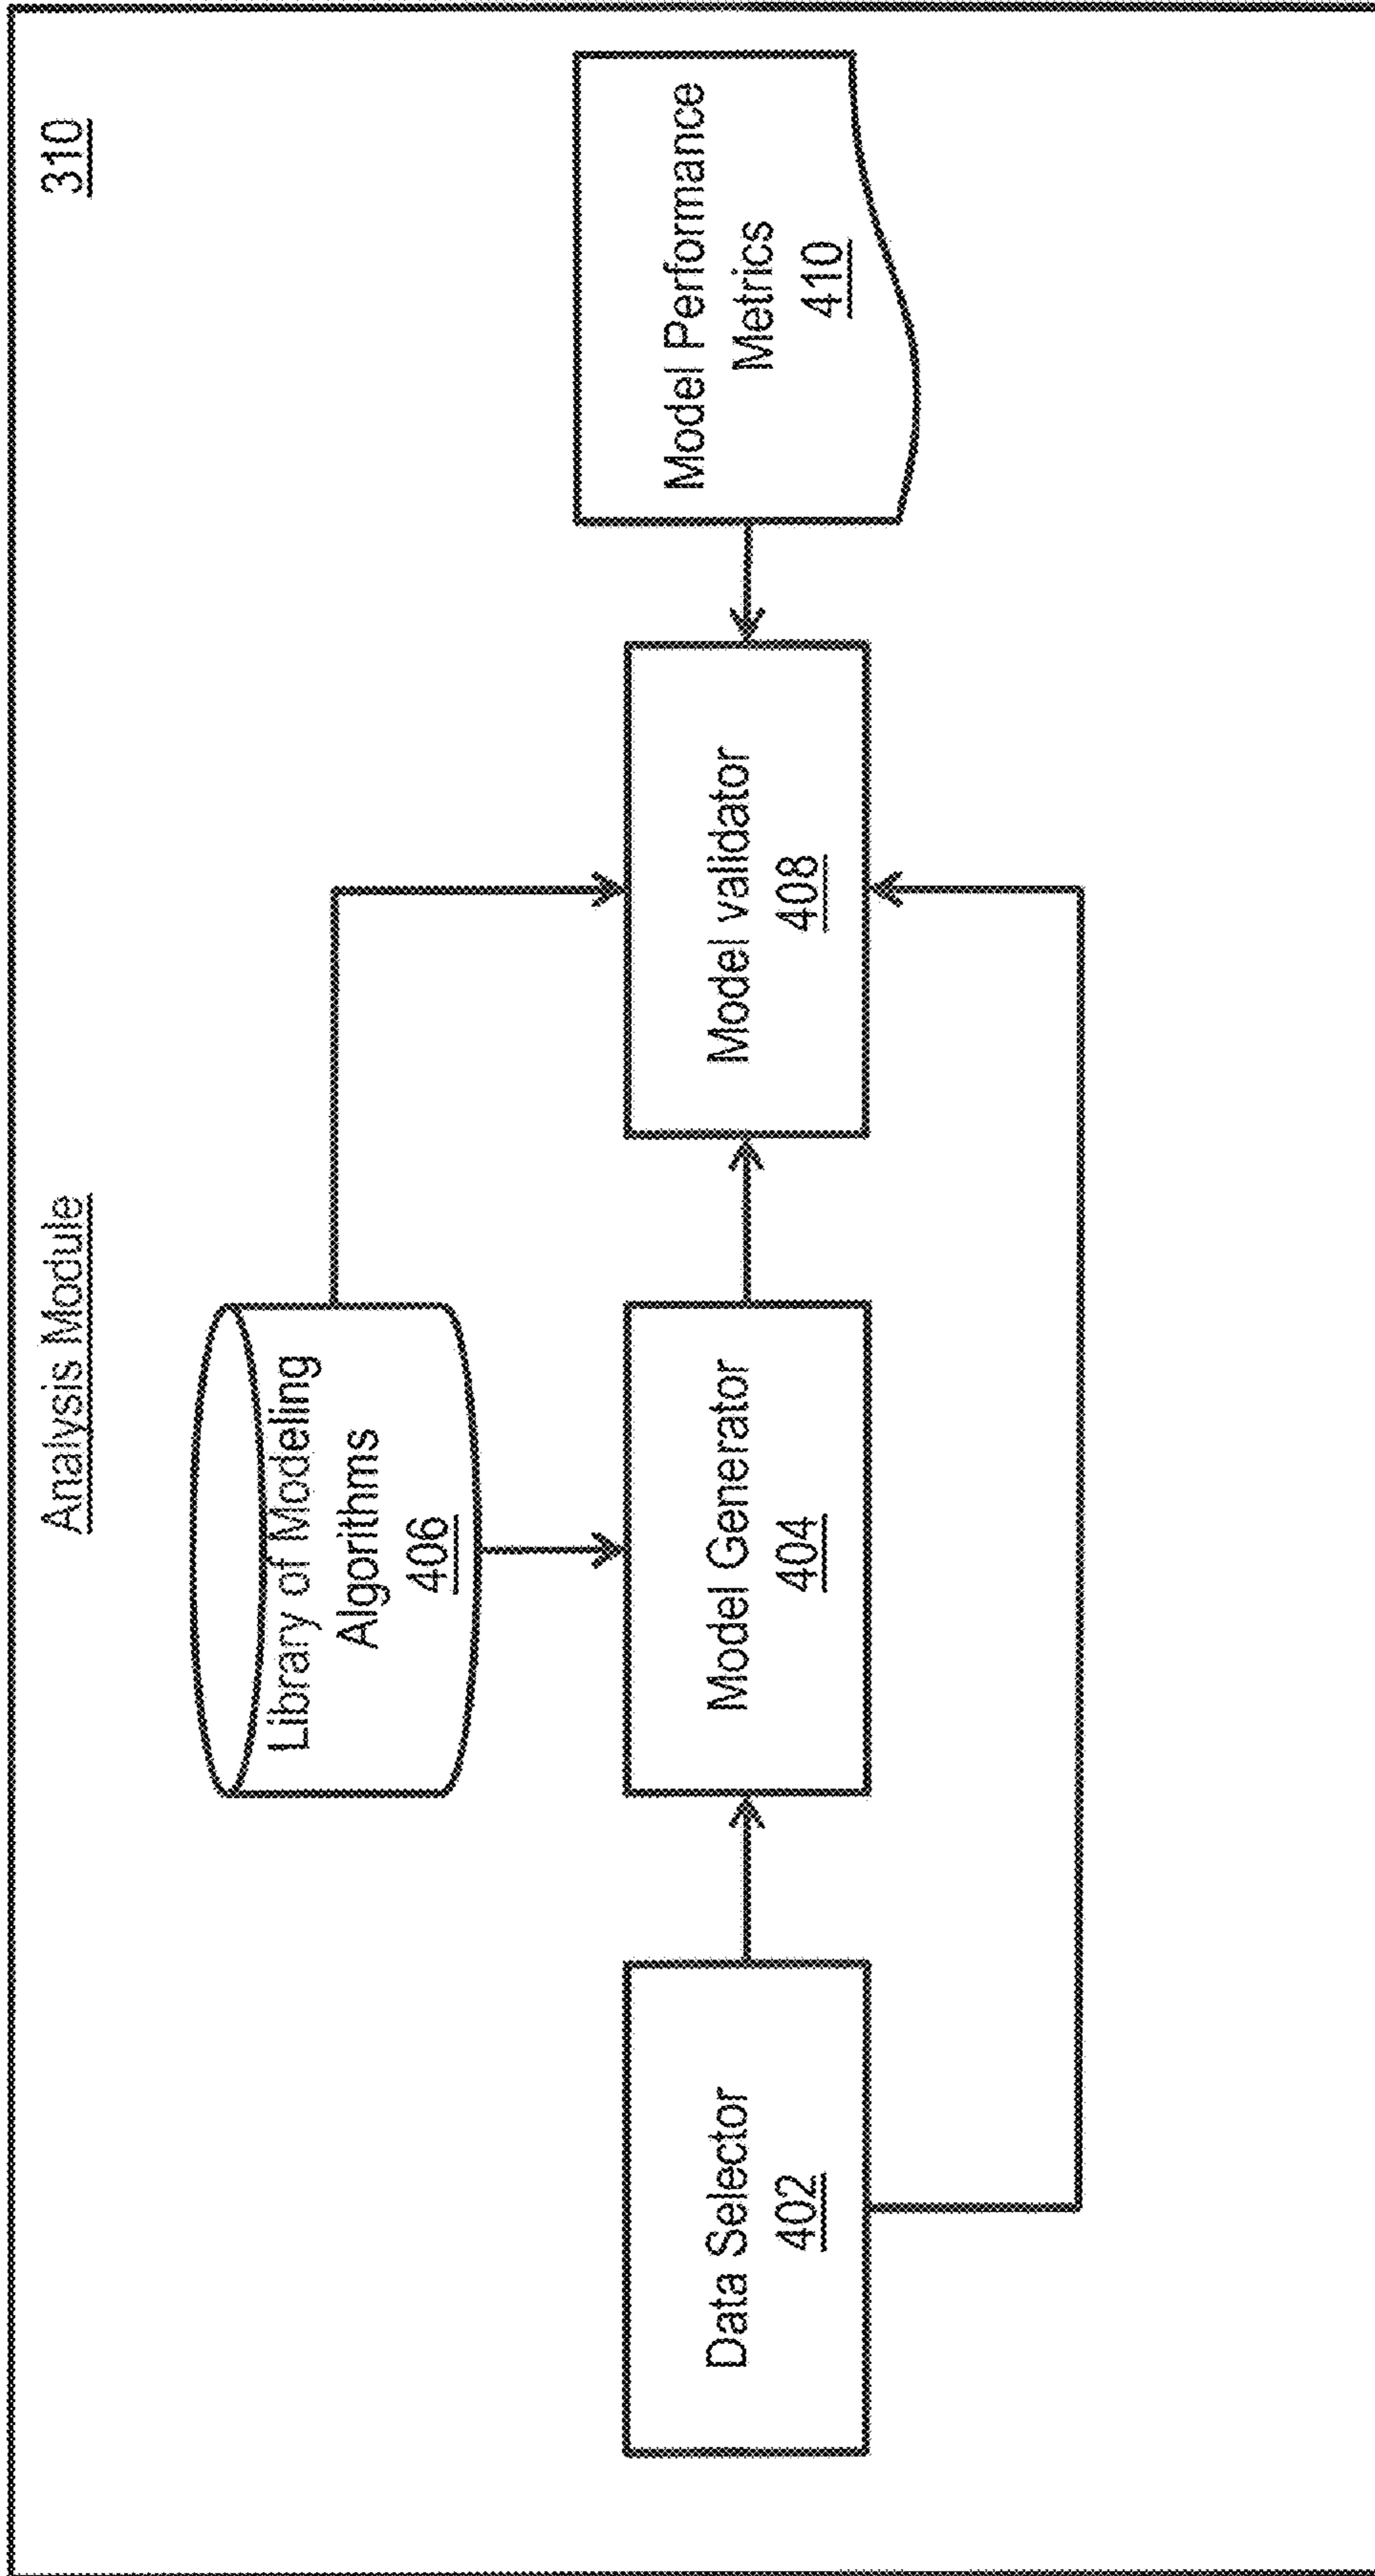 Analysis Module
310
Library of Modeling
Algorithms
406
Data Selector
402
Model Generator
404
Model validator
408
Model Performance
Metrics
410